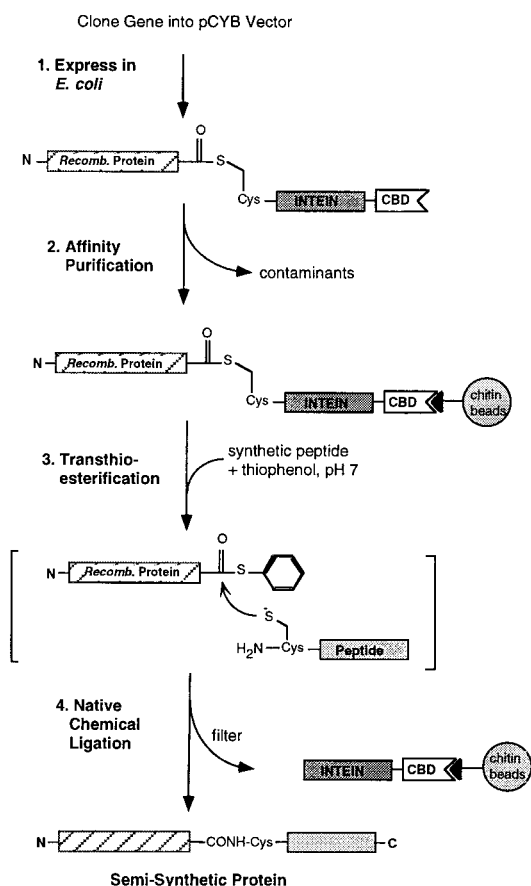 Clone Gene into pCYB Vector
1. Express in
E. coli
O
N
Recomb. Protein
S
Cys
INTEIN
CBD
2. Affinity
Purification
contaminants
O
N
Recomb. Protein
S
Cys
INTEIN
CBD
chitin
beads
3. Transthio-
esterification
synthetic peptide
+ thiophenol, pH 7
O
N
Recomb. Protein
S
-S
H2N
Cys
Peptide
4. Native
Chemical
Ligation
filter
INTEIN
CBD
chitin
beads
N
CONH-Cys
C
Semi-Synthetic Protein